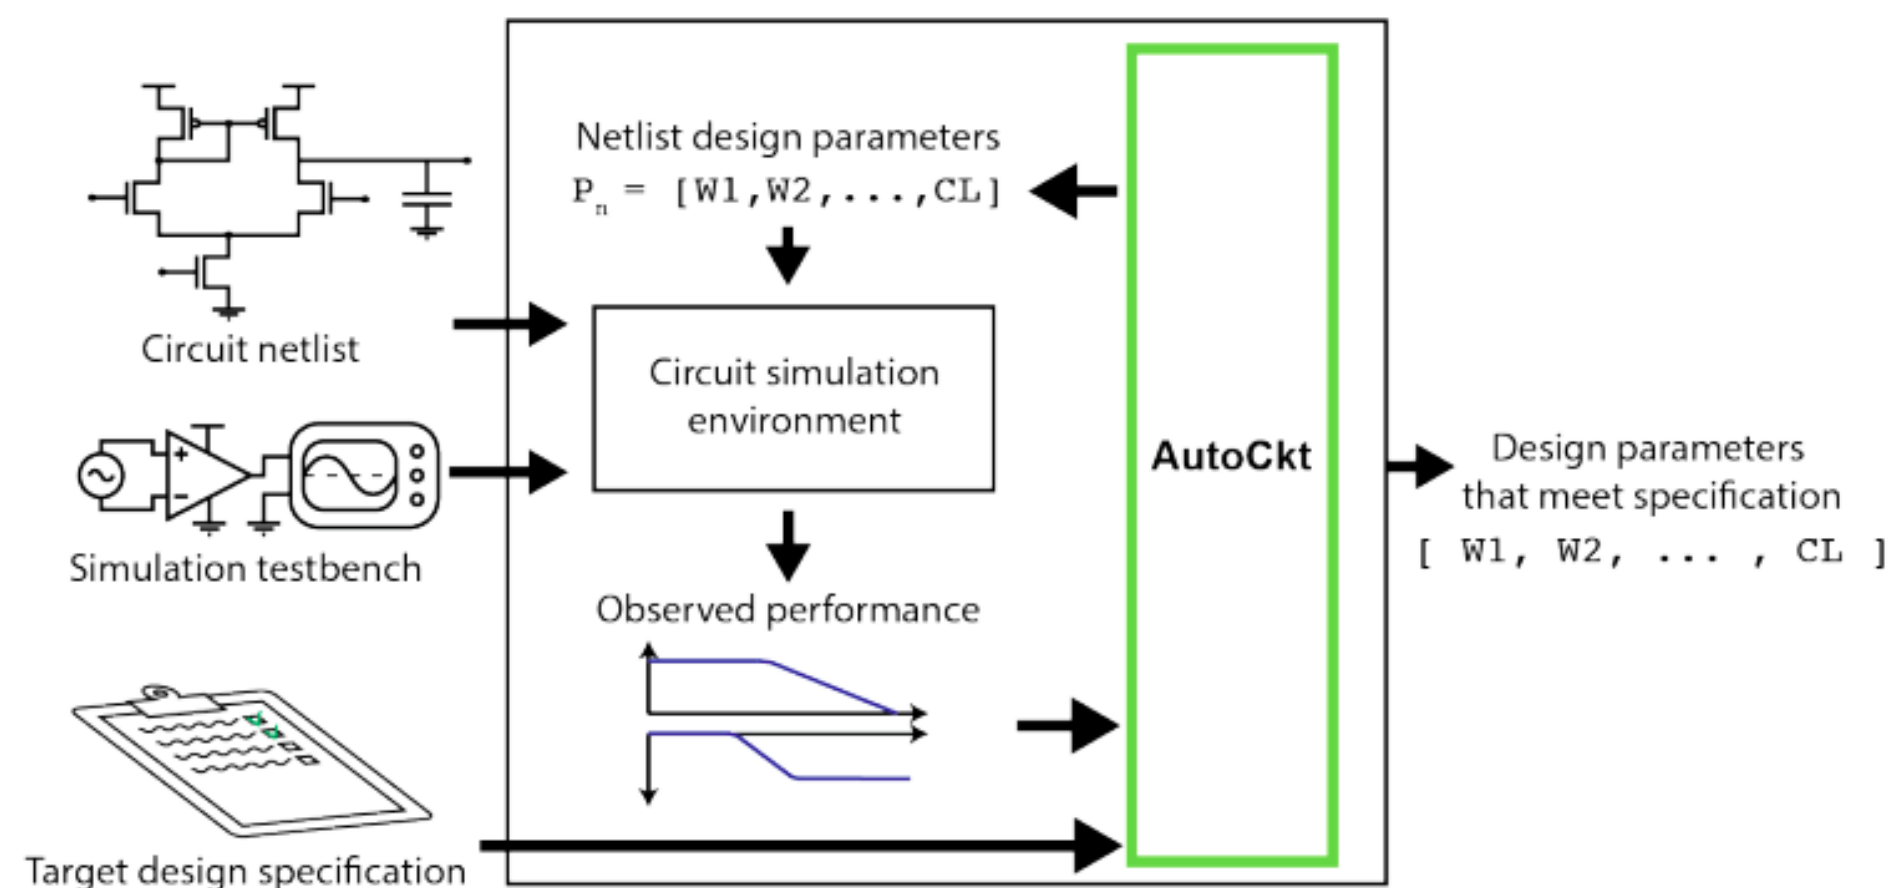 Netlist design parameters
Pn = [W1,W2,...,CL]
Circuit netlist
Circuit simulation
environment
AutoCkt
Design parameters
that meet specification
[ W1, W2, ... , CL ]
+
-
Simulation testbench
Observed performance
Target design specification